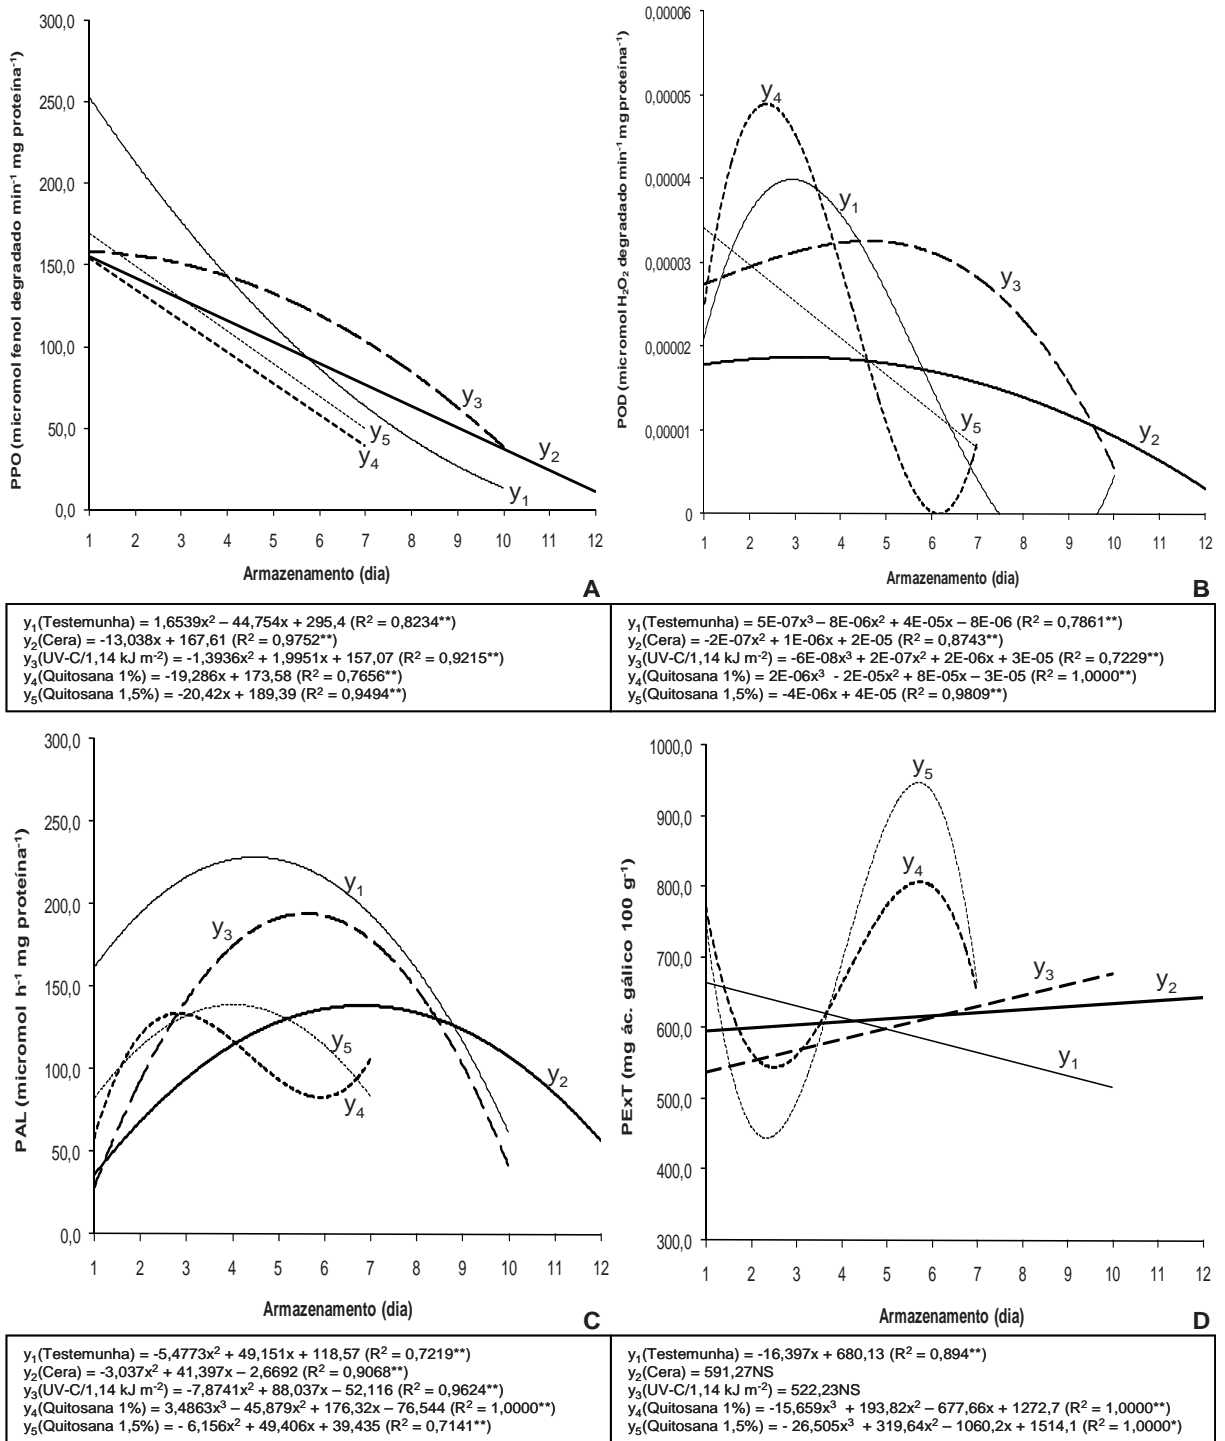 PPO (micromol fenol degradado min⁻¹ mg proteína⁻¹)
300,0
250,0
200,0
150,0
100,0
50,0
0,0
y₁
y₂
y₃
y₄
y₅
1 2 3 4 5 6 7 8 9 10 11 12
Armazenamento (dia)
A
POD (micromol H₂O₂ degradado min⁻¹ mg proteína⁻¹)
0,00006
0,00005
0,00004
0,00003
0,00002
0,00001
0
y₄
y₁
y₃
y₅
y₂
1 2 3 4 5 6 7 8 9 10 11 12
Armazenamento (dia)
B
y₁(Testemunha) = 1,6539x² – 44,754x + 295,4 (R² = 0,8234**)
y₂(Cera) = -13,038x + 167,61 (R² = 0,9752**)
y₃(UV-C/1,14 kJ m⁻²) = -1,3936x² + 1,9951x + 157,07 (R² = 0,9215**)
y₄(Quitosana 1%) = -19,286x + 173,58 (R² = 0,7656**)
y₅(Quitosana 1,5%) = -20,42x + 189,39 (R² = 0,9494**)
y₁(Testemunha) = 5E-07x³ – 8E-06x² + 4E-05x – 8E-06 (R² = 0,7861**)
y₂(Cera) = -2E-07x² + 1E-06x + 2E-05 (R² = 0,8743**)
y₃(UV-C/1,14 kJ m⁻²) = -6E-08x³ + 2E-07x² + 2E-06x + 3E-05 (R² = 0,7229**)
y₄(Quitosana 1%) = 2E-06x³ - 2E-05x² + 8E-05x – 3E-05 (R² = 1,0000**)
y₅(Quitosana 1,5%) = -4E-06x + 4E-05 (R² = 0,9809**)
PAL (micromol h⁻¹ mg proteína⁻¹)
300,0
250,0
200,0
150,0
100,0
50,0
0,0
y₁
y₃
y₅
y₂
y₄
1 2 3 4 5 6 7 8 9 10 11 12
Armazenamento (dia)
C
PExT (mg ác. gálico 100 g⁻¹)
1000,0
900,0
800,0
700,0
600,0
500,0
400,0
300,0
y₅
y₄
y₃
y₂
y₁
1 2 3 4 5 6 7 8 9 10 11 12
Armazenamento (dia)
D
y₁(Testemunha) = -5,4773x² + 49,151x + 118,57 (R² = 0,7219**)
y₂(Cera) = -3,037x² + 41,397x – 2,6692 (R² = 0,9068**)
y₃(UV-C/1,14 kJ m⁻²) = -7,8741x² + 88,037x – 52,116 (R² = 0,9624**)
y₄(Quitosana 1%) = 3,4863x³ – 45,879x² + 176,32x – 76,544 (R² = 1,0000**)
y₅(Quitosana 1,5%) = - 6,156x² + 49,406x + 39,435 (R² = 0,7141**)
y₁(Testemunha) = -16,397x + 680,13 (R² = 0,894**)
y₂(Cera) = 591,27NS
y₃(UV-C/1,14 kJ m⁻²) = 522,23NS
y₄(Quitosana 1%) = -15,659x³ + 193,82x² – 677,66x + 1272,7 (R² = 1,0000**)
y₅(Quitosana 1,5%) = - 26,505x³ + 319,64x² – 1060,2x + 1514,1 (R² = 1,0000*)